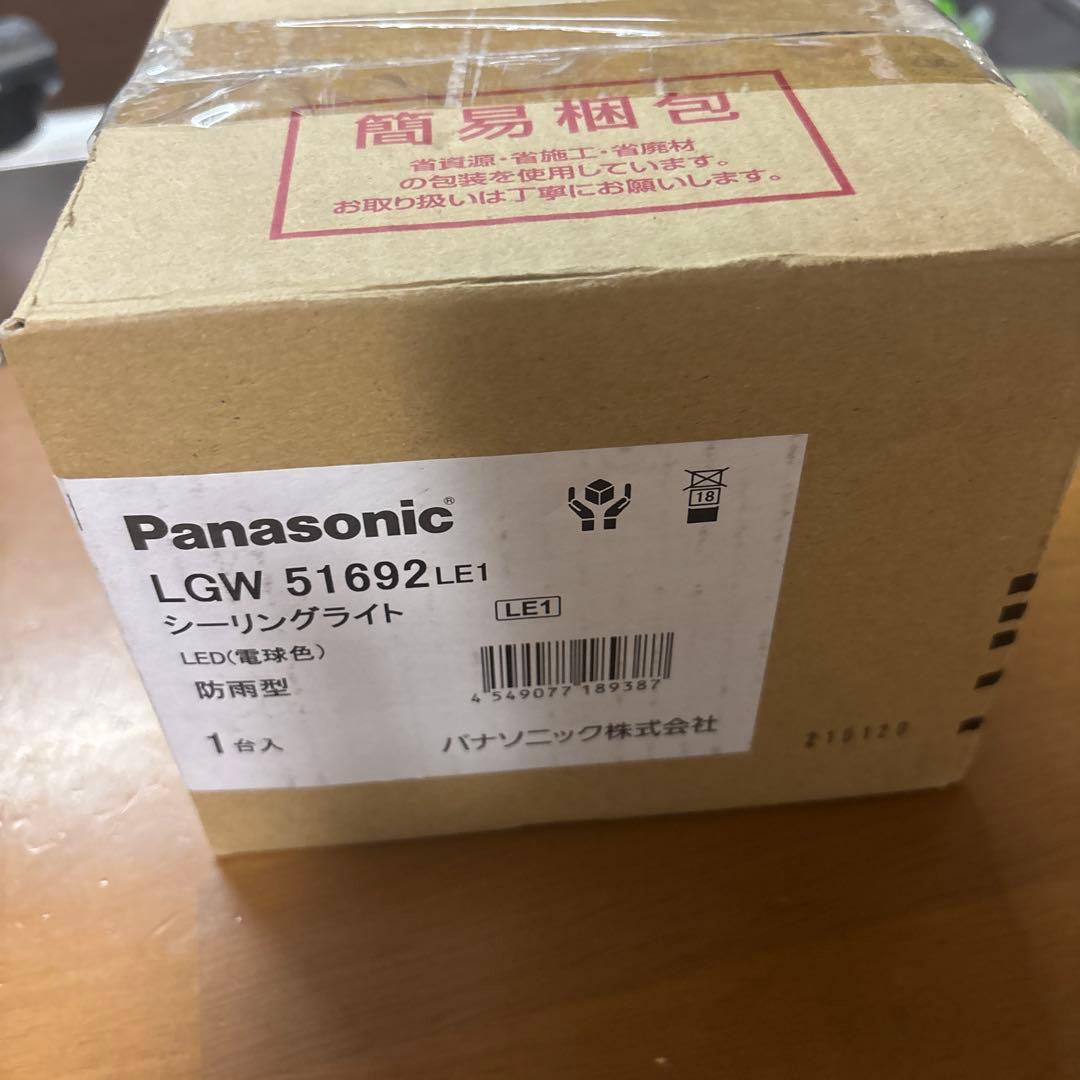 簡易梱包
省資源・省施工・省廃材
の包装を使用しています。
お取り扱いは丁寧にお願いします。
Panasonic®
18
LGW 51692 LE1
シーリングライト
LE1
LED(電球色)
防雨型
4 549077 189387
1台入
パナソニック株式会社
210120